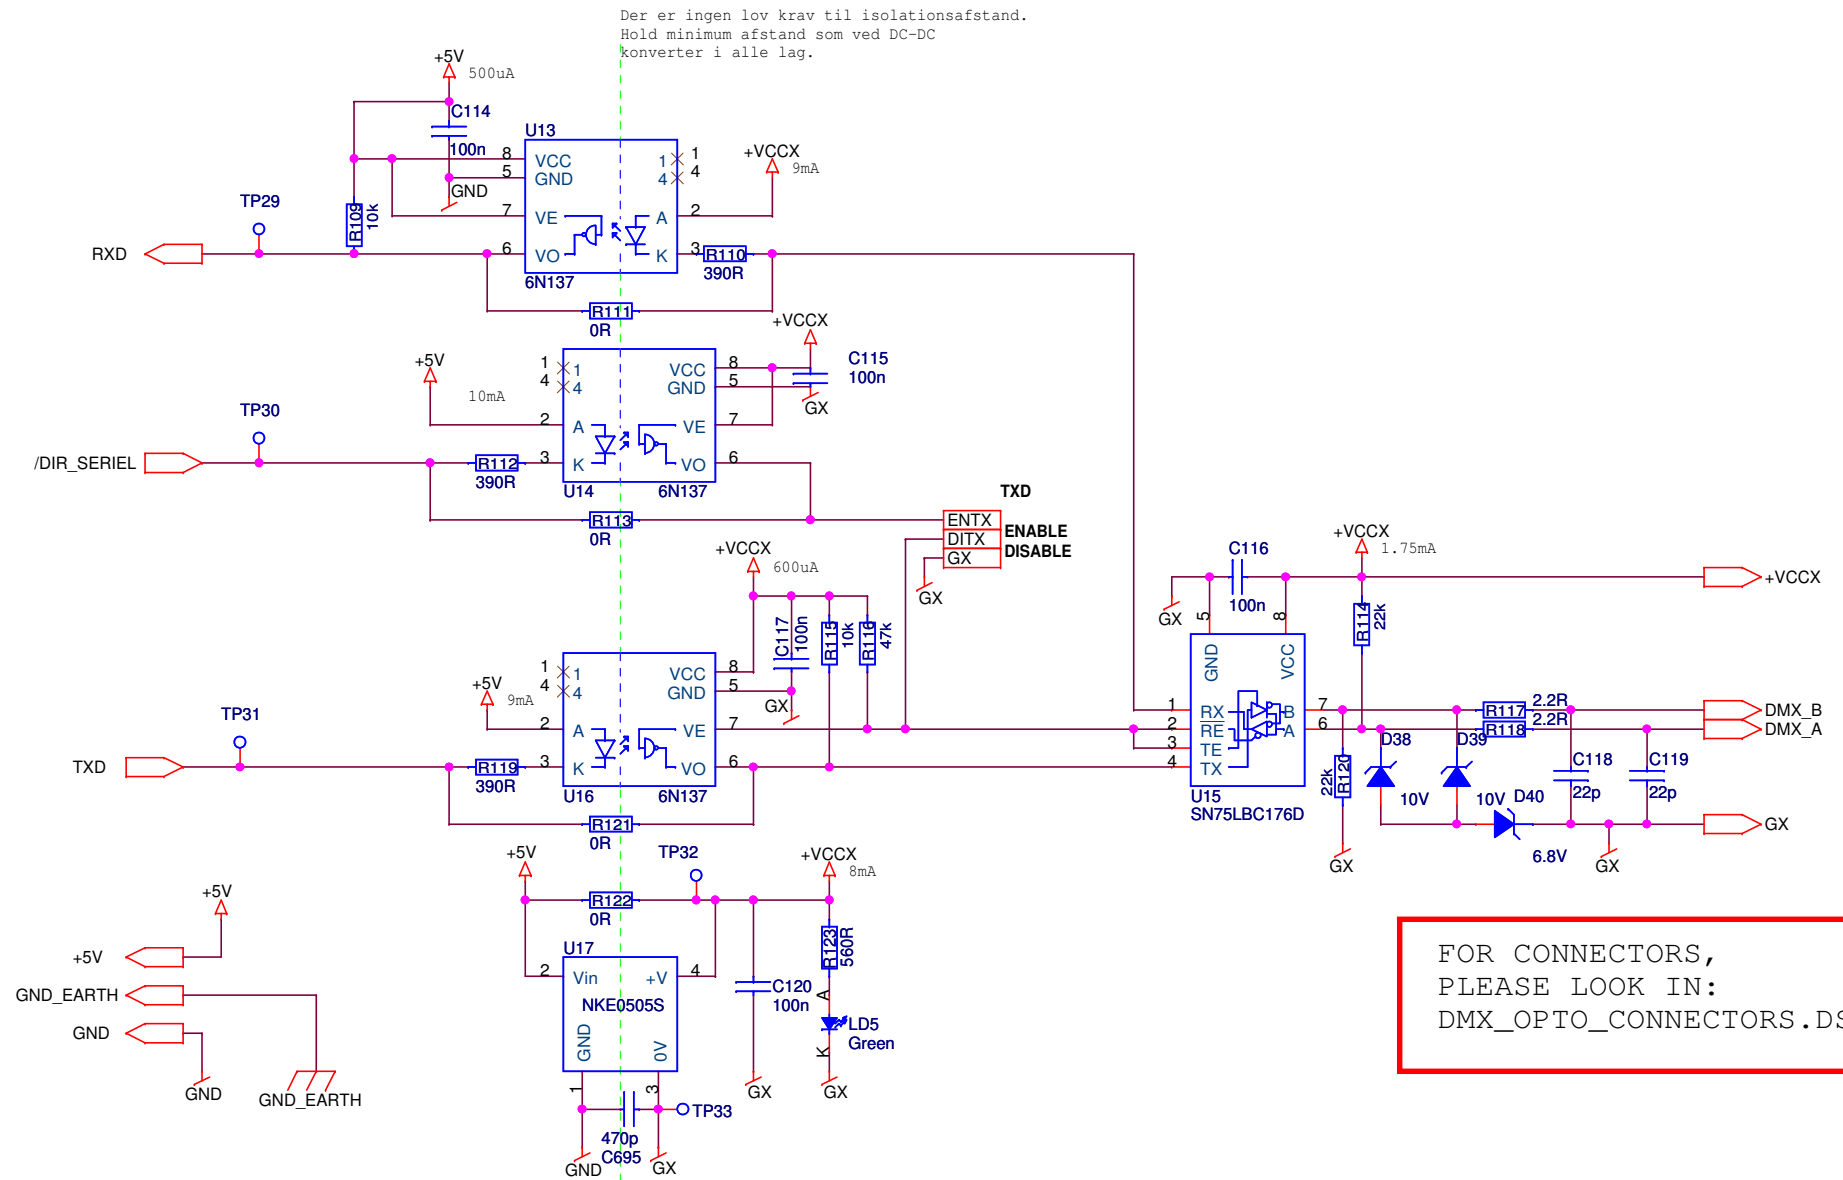 Der er ingen lov krav til isolationsafstand.
Hold minimum afstand som ved DC-DC
konverter i alle lag.
+5V
500uA
C114
100n
GND
U13
8 VCC
5 GND
7 VE
6 VO
1 1
4 4
A 2
K 3
6N137
+VCCX
9mA
TP29
R109
10k
RXD
R110
390R
R111
0R
+VCCX
C115
100n
GX
+5V
10mA
1 1
4 4
2 A
3 K
VCC 8
GND 5
VE 7
VO 6
U14
6N137
TP30
/DIR_SERIEL
R112
390R
R113
0R
TXD
ENTX
DITX
GX
ENABLE
DISABLE
GX
+VCCX
600uA
C117
100n
R115
10k
R116
47k
GX
+5V
9mA
1 1
4 4
2 A
3 K
VCC 8
GND 5
VE 7
VO 6
U16
6N137
TP31
TXD
R119
390R
R121
0R
C116
100n
GX
+VCCX
1.75mA
R114
22k
+VCCX
5 GND
8 VCC
1 RX
2 RE
3 TE
4 TX
B 7
A 6
U15
SN75LBC176D
2.2R
R117
2.2R
R118
DMX_B
DMX_A
D38
10V
D39
10V
D40
6.8V
R120
22k
GX
C118
22p
C119
22p
GX
GX
+5V
R122
0R
TP32
+VCCX
8mA
U17
2 Vin
+V 4
NKE0505S
GND
0V
1
3
C120
100n
R123
560R
A
LD5
Green
K
GX
GX
TP33
470p
C695
GND
GX
+5V
+5V
GND_EARTH
GND
GND
GND_EARTH
FOR CONNECTORS,
PLEASE LOOK IN:
DMX_OPTO_CONNECTORS.DS